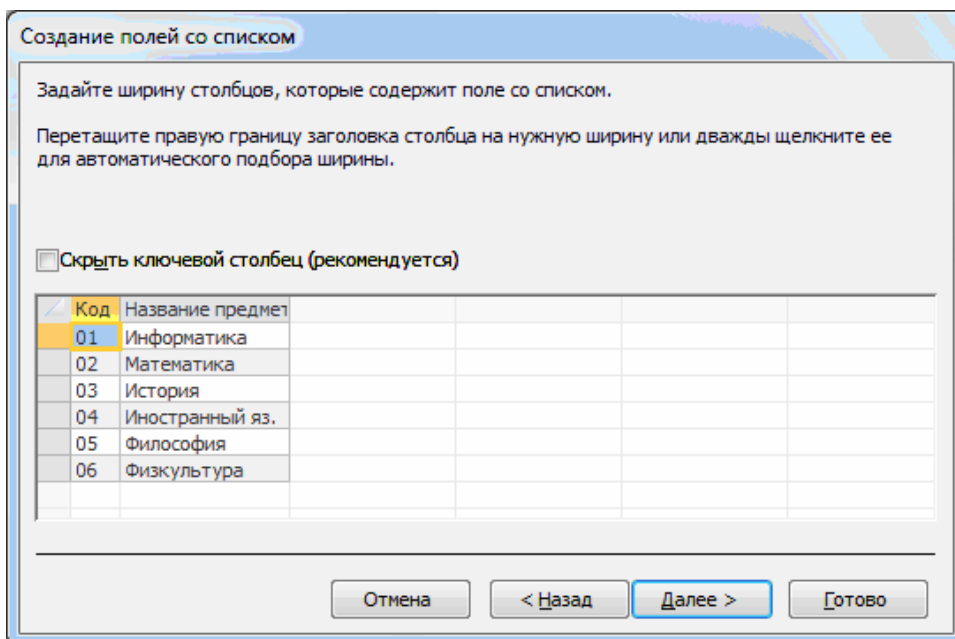 Создание полей со списком
Задайте ширину столбцов, которые содержит поле со списком.
Перетащите правую границу заголовка столбца на нужную ширину или дважды щелкните ее
для автоматического подбора ширины.
Скрыть ключевой столбец (рекомендуется)
Код Название предмет
01 Информатика
02 Математика
03 История
04 Иностранный яз.
05 Философия
06 Физкультура
Отмена < Назад Далее > Готово